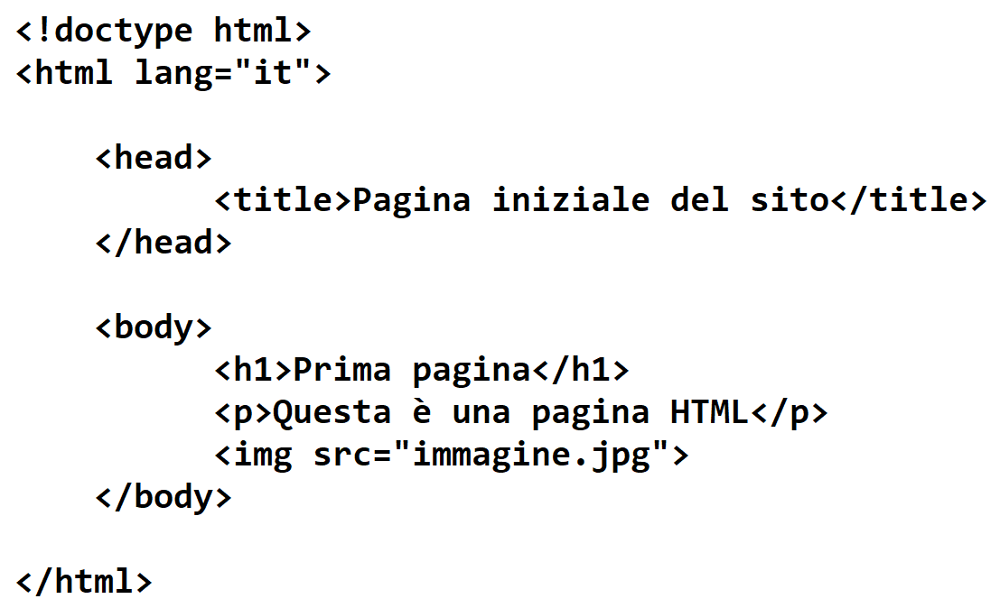 <!doctype html>
<html lang="it">
<head>
<title>Pagina iniziale del sito</title>
</head>
<body>
<h1>Prima pagina</h1>
<p>Questa è una pagina HTML</p>
<img src="immagine.jpg">
</body>
</html>